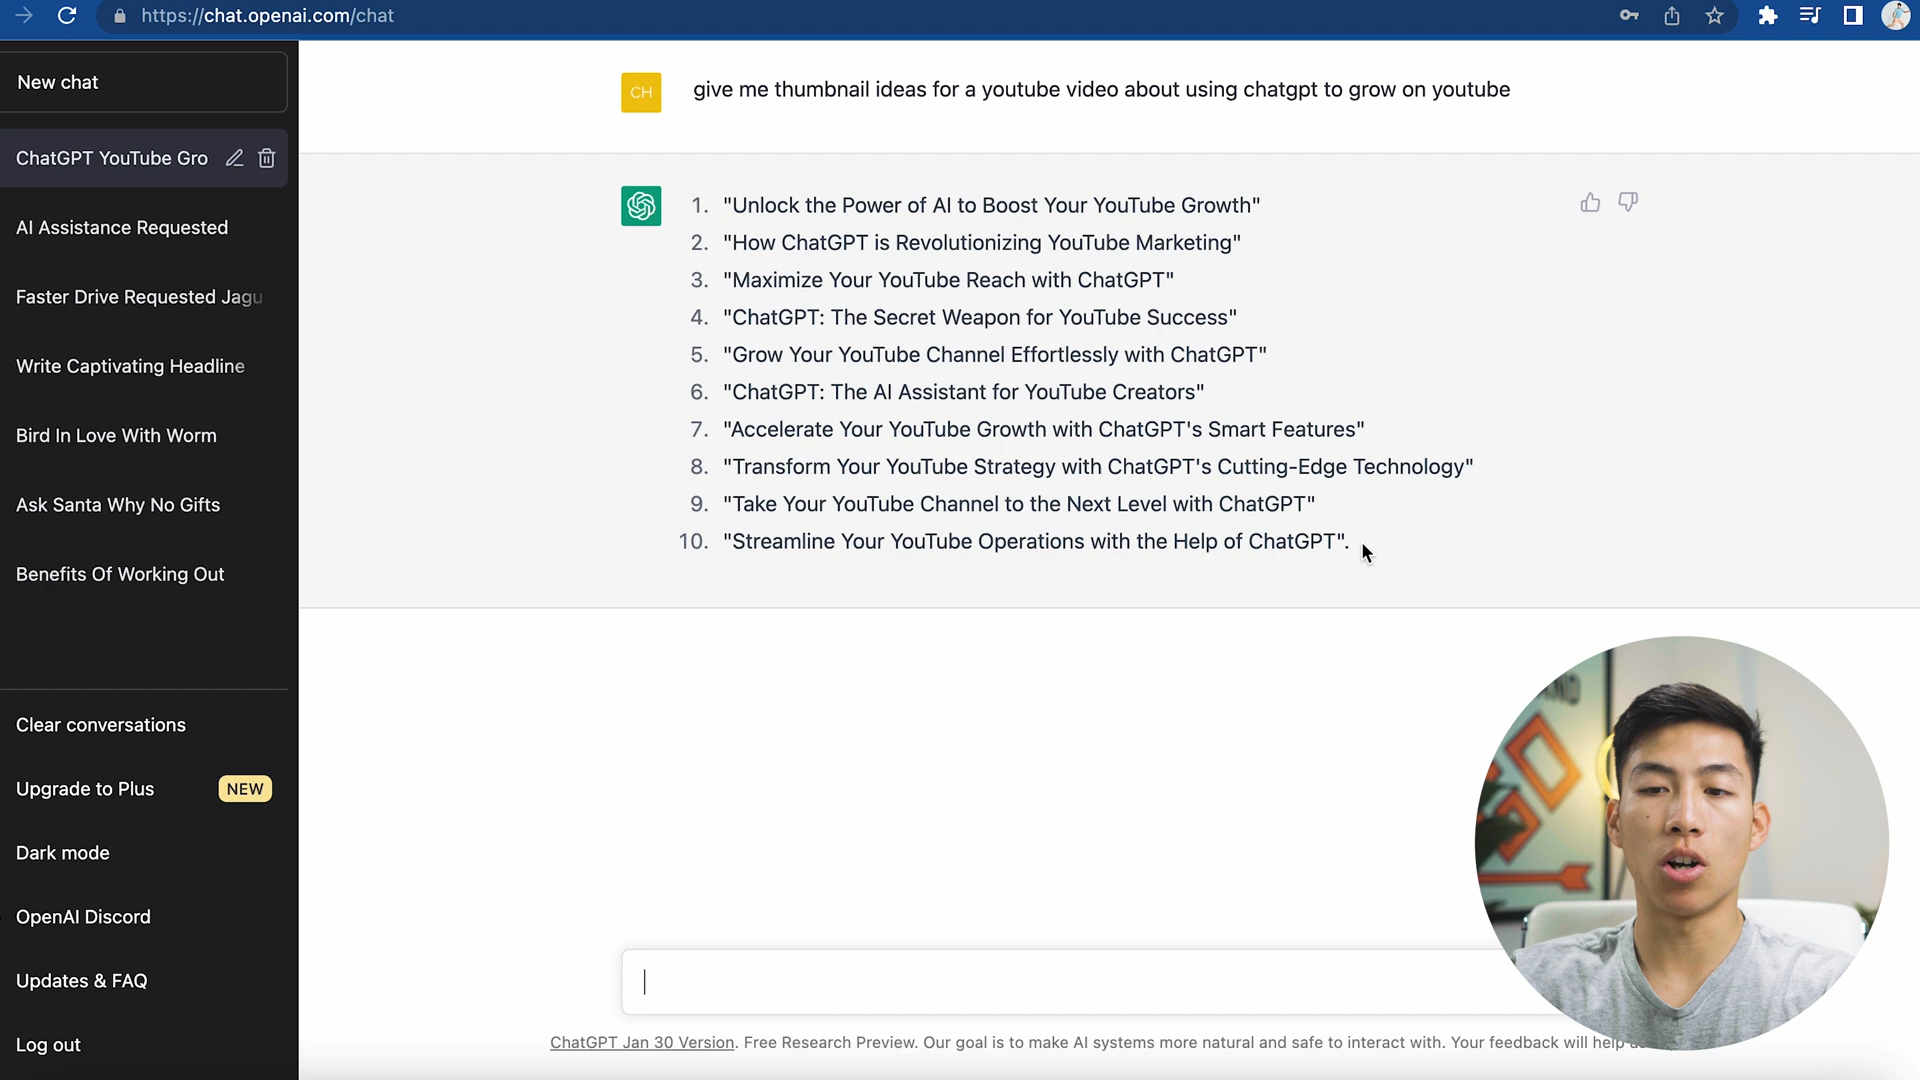 https://chat.openai.com/chat
New chat
ChatGPT YouTube Gro
AI Assistance Requested
Faster Drive Requested Jagu
Write Captivating Headline
Bird In Love With Worm
Ask Santa Why No Gifts
Benefits Of Working Out
Clear conversations
Upgrade to Plus NEW
Dark mode
OpenAI Discord
Updates & FAQ
Log out
CH give me thumbnail ideas for a youtube video about using chatgpt to grow on youtube
1. "Unlock the Power of AI to Boost Your YouTube Growth"
2. "How ChatGPT is Revolutionizing YouTube Marketing"
3. "Maximize Your YouTube Reach with ChatGPT"
4. "ChatGPT: The Secret Weapon for YouTube Success"
5. "Grow Your YouTube Channel Effortlessly with ChatGPT"
6. "ChatGPT: The AI Assistant for YouTube Creators"
7. "Accelerate Your YouTube Growth with ChatGPT's Smart Features"
8. "Transform Your YouTube Strategy with ChatGPT's Cutting-Edge Technology"
9. "Take Your YouTube Channel to the Next Level with ChatGPT"
10. "Streamline Your YouTube Operations with the Help of ChatGPT".
ChatGPT Jan 30 Version. Free Research Preview. Our goal is to make AI systems more natural and safe to interact with. Your feedback will help